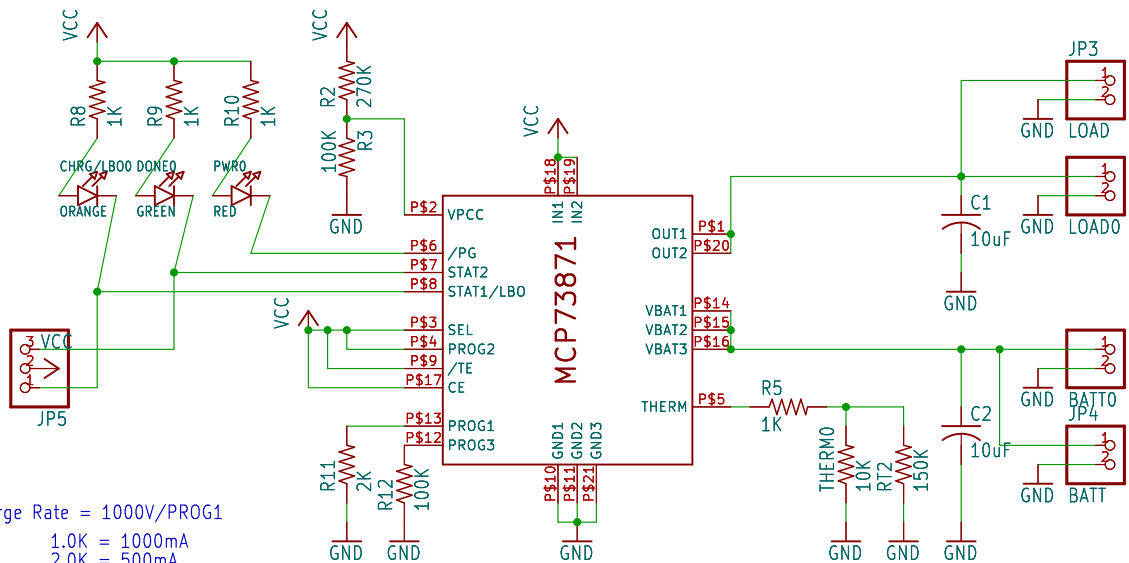 VCC
R8
1K
R9
1K
R10
1K
CHRG/LBO0
DONE0
PWR0
ORANGE
GREEN
RED
VCC
R2
270K
100K
R3
GND
VCC
P$18
P$19
IN1
IN2
P$2
VPCC
P$6
/PG
P$7
STAT2
P$8
STAT1/LBO
VCC
P$3
SEL
P$4
PROG2
P$9
/TE
P$17
CE
P$13
PROG1
P$12
PROG3
MCP73871
P$1
OUT1
P$20
OUT2
P$14
VBAT1
P$15
VBAT2
P$16
VBAT3
P$5
THERM
GND1
GND2
GND3
P$10
P$11
P$21
GND
3
VCC
2
1
JP5
R11
2K
GND
R12
100K
GND
R5
1K
THERM0
10K
GND
RT2
150K
GND
C1
10uF
GND
C2
10uF
GND
JP3
1
2
GND
LOAD
1
2
GND
LOAD0
1
2
GND
BATT0
JP4
1
2
GND
BATT
rge Rate = 1000V/PROG1
1.0K = 1000mA
2.0K = 500mA